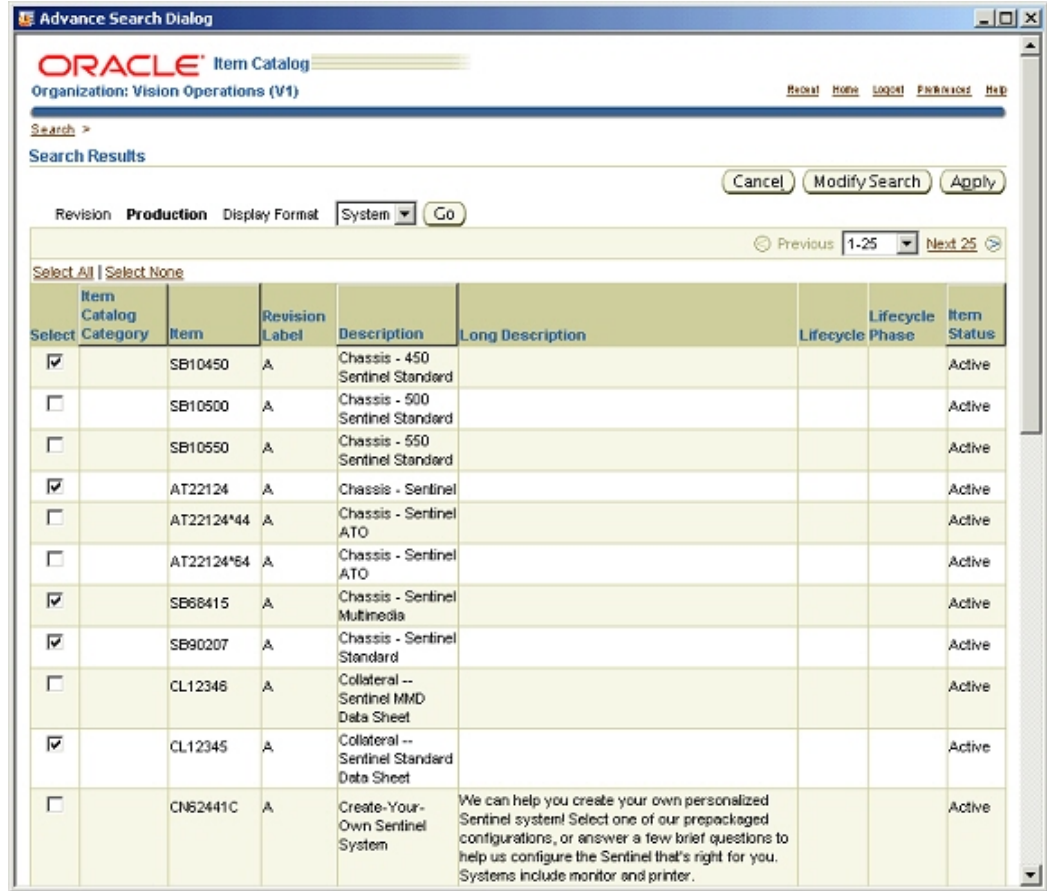 Advance Search Dialog
ORACLE Item Catalog
Organization: Vision Operations (V1)
Recent Home Logout Preferences Help
Search >
Search Results
Cancel Modify Search Apply
Revision Production Display Format System Go
Previous 1-25 Next 25
Select All | Select None
Select Item Catalog Category Item Revision Label Description Long Description Lifecycle Lifecycle Phase Item Status
SB10450 A Chassis - 450 Sentinel Standard Active
SB10500 A Chassis - 500 Sentinel Standard Active
SB10550 A Chassis - 550 Sentinel Standard Active
AT22124 A Chassis - Sentinel Active
AT22124*44 A Chassis - Sentinel ATO Active
AT22124*64 A Chassis - Sentinel ATO Active
SB68415 A Chassis - Sentinel Multimedia Active
SB90207 A Chassis - Sentinel Standard Active
CL12346 A Collateral -- Sentinel MMD Data Sheet Active
CL12345 A Collateral -- Sentinel Standard Data Sheet Active
CN62441C A Create-Your-Own Sentinel System We can help you create your own personalized Sentinel system! Select one of our prepackaged configurations, or answer a few brief questions to help us configure the Sentinel that's right for you. Systems include monitor and printer. Active